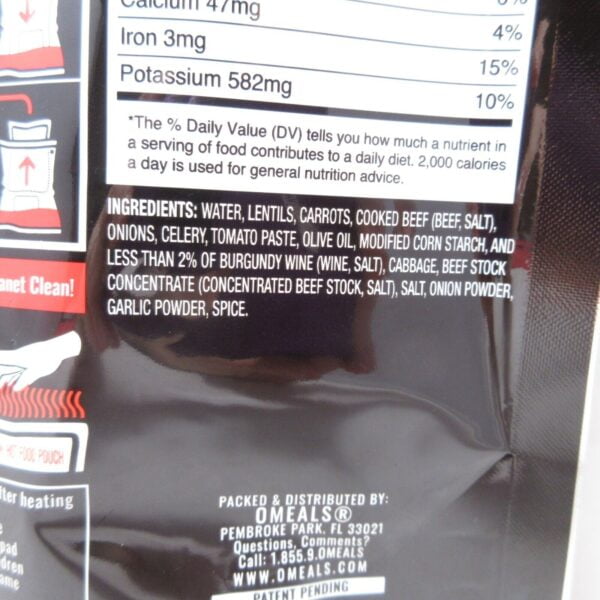 Calcium 47mg
4%
Iron 3mg
15%
Potassium 582mg
10%
*The % Daily Value (DV) tells you how much a nutrient in
a serving of food contributes to a daily diet. 2,000 calories
a day is used for general nutrition advice.
INGREDIENTS: WATER, LENTILS, CARROTS, COOKED BEEF (BEEF, SALT),
ONIONS, CELERY, TOMATO PASTE, OLIVE OIL, MODIFIED CORN STARCH, AND
LESS THAN 2% OF BURGUNDY WINE (WINE, SALT), CABBAGE, BEEF STOCK
CONCENTRATE (CONCENTRATED BEEF STOCK, SALT), SALT, ONION POWDER,
GARLIC POWDER, SPICE.
Clean!
HOT FOOD POUCH
heating
pad
PACKED & DISTRIBUTED BY:
OMEALS®
PEMBROKE PARK, FL 33021
Questions, Comments?
Call: 1.855.9.OMEALS
WWW.OMEALS.COM
PATENT PENDING